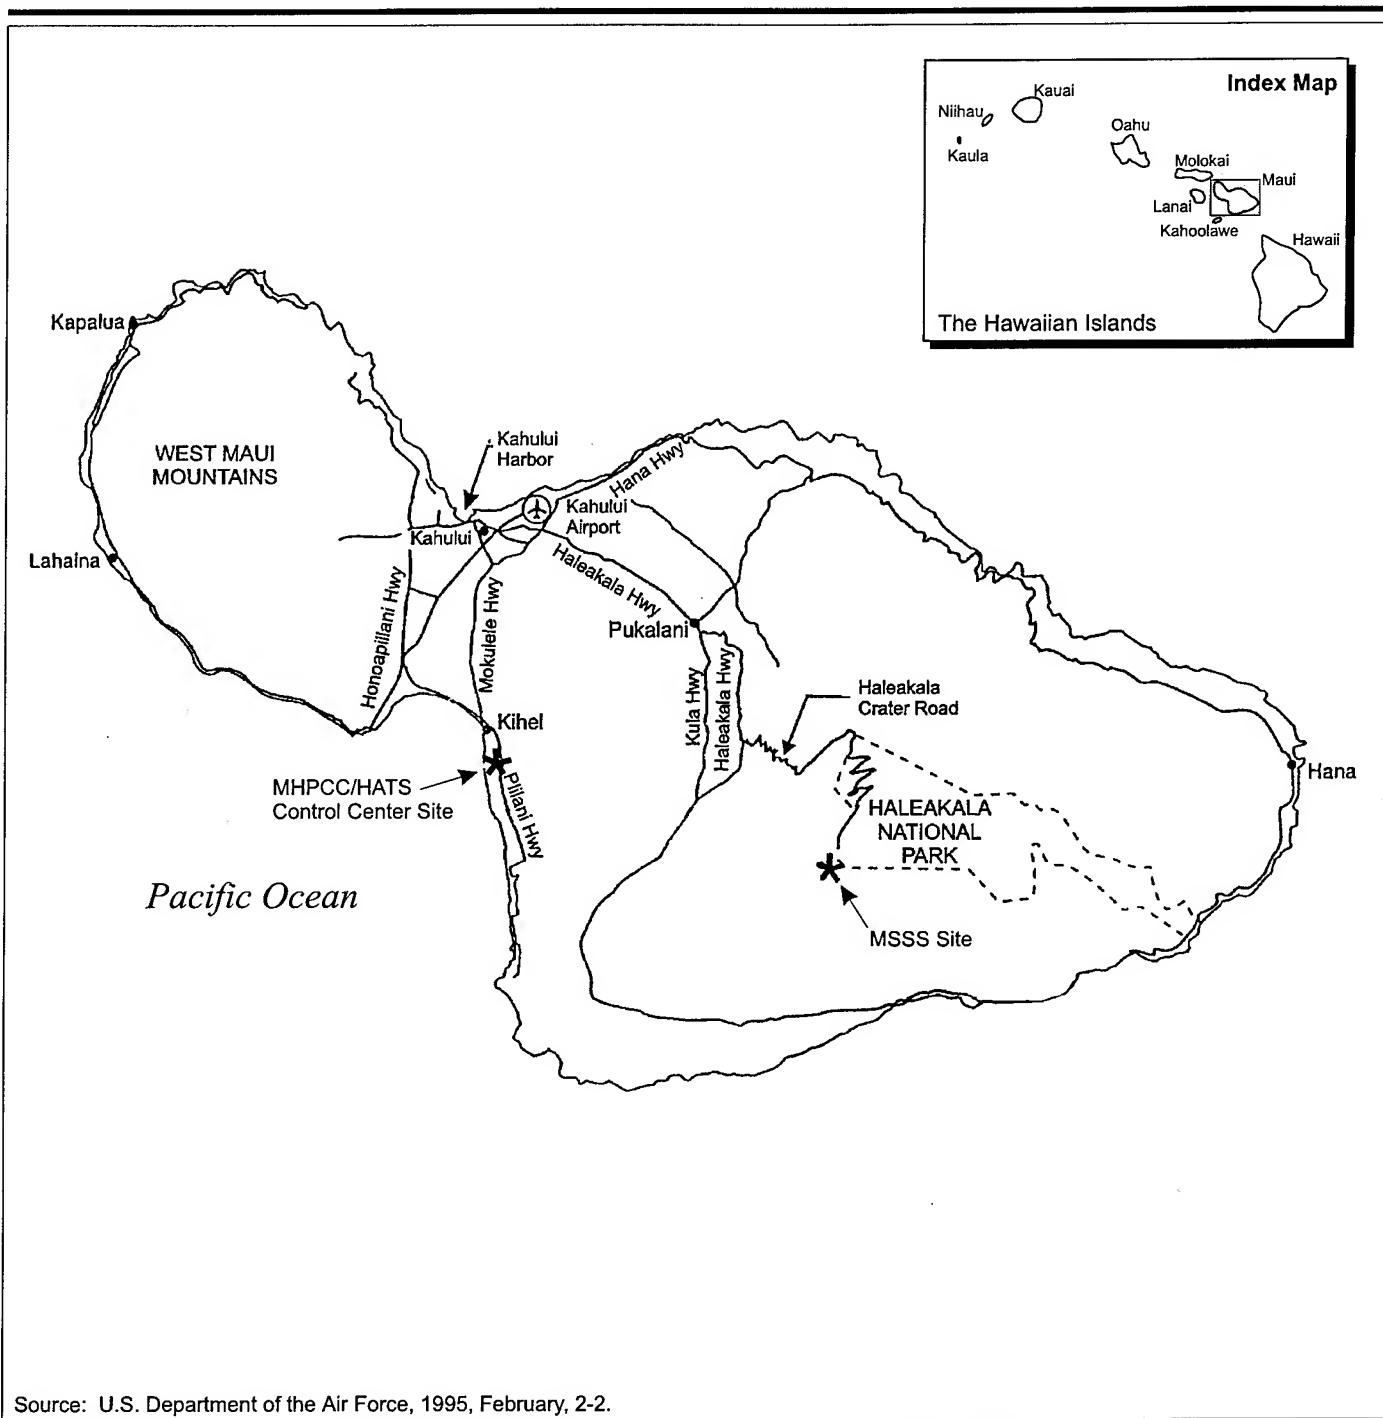 Index Map
Kauai
Niihau
Kaula
Oahu
Molokai
Maui
Lanai
Kahoolawe
Hawaii
The Hawaiian Islands
Kapalua
WEST MAUI
MOUNTAINS
Kahului
Harbor
Hana Hwy
Kahului
Airport
Kahului
Lahaina
Haleakala Hwy
Honoapiilani Hwy
Mokulele Hwy
Pukalani
Kula Hwy
Haleakala Hwy
Haleakala
Crater Road
Kihel
Hana
MHPCC/HATS
Control Center Site
Piilani Hwy
HALEAKALA
NATIONAL
PARK
Pacific Ocean
MSSS Site
Source: U.S. Department of the Air Force, 1995, February, 2-2.